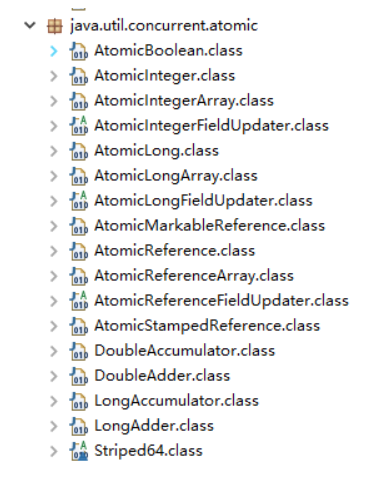 java.util.concurrent.atomic
AtomicBoolean.class
AtomicInteger.class
AtomicIntegerArray.class
AtomicIntegerFieldUpdater.class
AtomicLong.class
AtomicLongArray.class
AtomicLongFieldUpdater.class
AtomicMarkableReference.class
AtomicReference.class
AtomicReferenceArray.class
AtomicReferenceFieldUpdater.class
AtomicStampedReference.class
DoubleAccumulator.class
DoubleAdder.class
LongAccumulator.class
LongAdder.class
Striped64.class